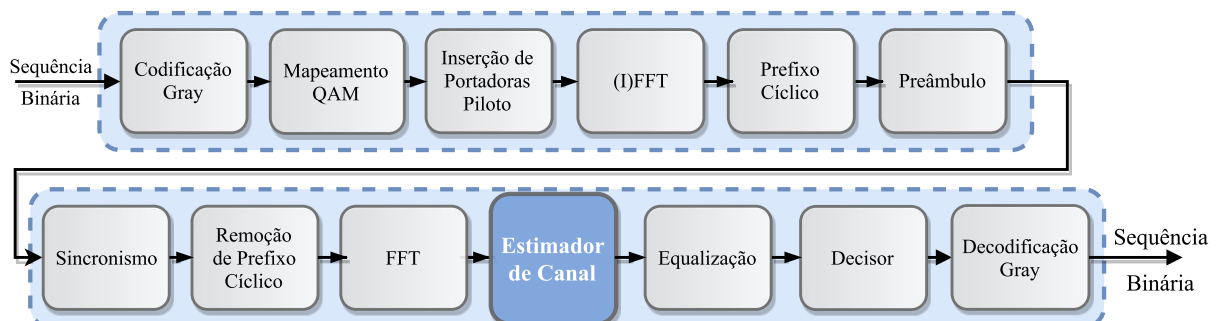 Sequência
Binária
Codificação
Gray
Mapeamento
QAM
Inserção de
Portadoras
Piloto
(I)FFT
Prefixo
Cíclico
Preâmbulo
Sincronismo
Remoção
de Prefixo
Cíclico
FFT
Estimador
de Canal
Equalização
Decisor
Decodificação
Gray
Sequência
Binária